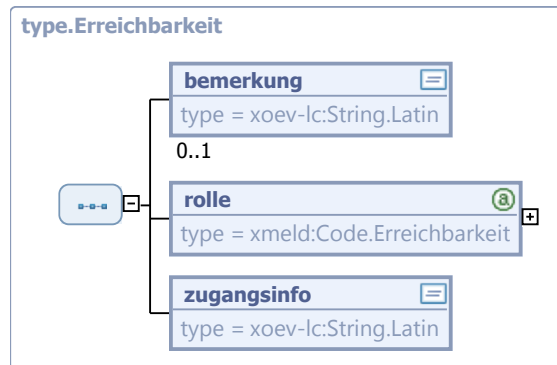 type.Erreichbarkeit
bemerkung
type = xoev-lc:String.Latin
0..1
rolle
type = xmeld:Code.Erreichbarkeit
zugangsinfo
type = xoev-lc:String.Latin